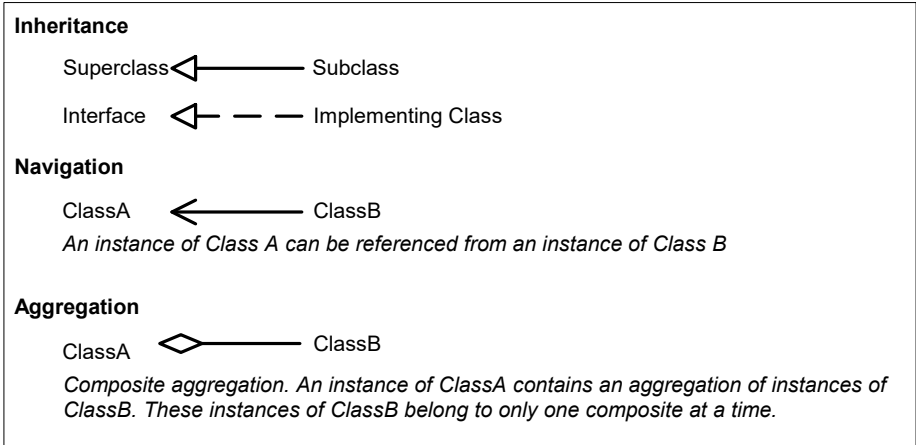 Inheritance
Superclass Subclass
Interface Implementing Class
Navigation
ClassA ClassB
An instance of Class A can be referenced from an instance of Class B
Aggregation
ClassA ClassB
Composite aggregation. An instance of ClassA contains an aggregation of instances of
ClassB. These instances of ClassB belong to only one composite at a time.